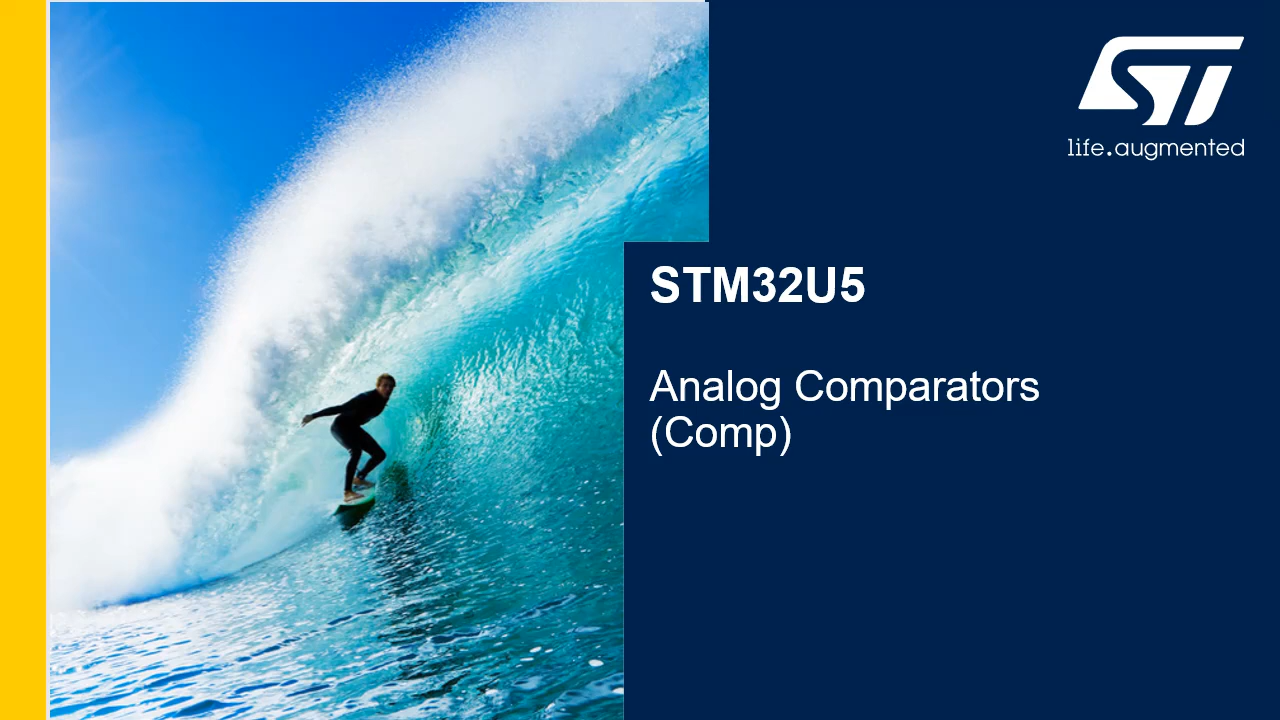 ST
life.augmented
STM32U5
Analog Comparators
(Comp)